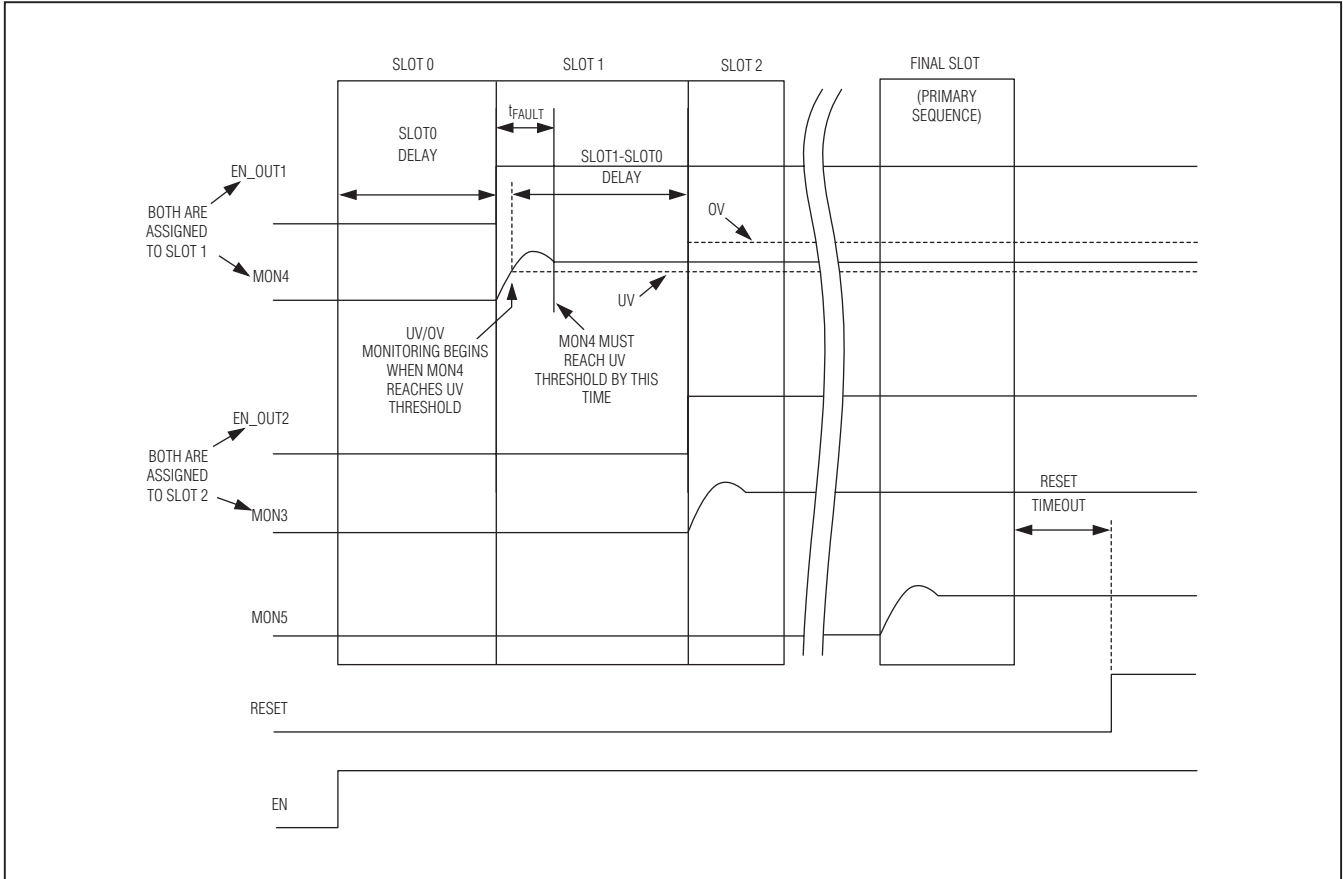 SLOT 0
SLOT 1
SLOT 2
FINAL SLOT
(PRIMARY
SEQUENCE)
tFAULT
SLOT0
DELAY
SLOT1-SLOT0
DELAY
EN_OUT1
BOTH ARE
ASSIGNED
TO SLOT 1
MON4
OV
UV
UV/OV
MONITORING BEGINS
WHEN MON4
REACHES UV
THRESHOLD
MON4 MUST
REACH UV
THRESHOLD BY THIS
TIME
EN_OUT2
BOTH ARE
ASSIGNED
TO SLOT 2
MON3
RESET
TIMEOUT
MON5
RESET
EN